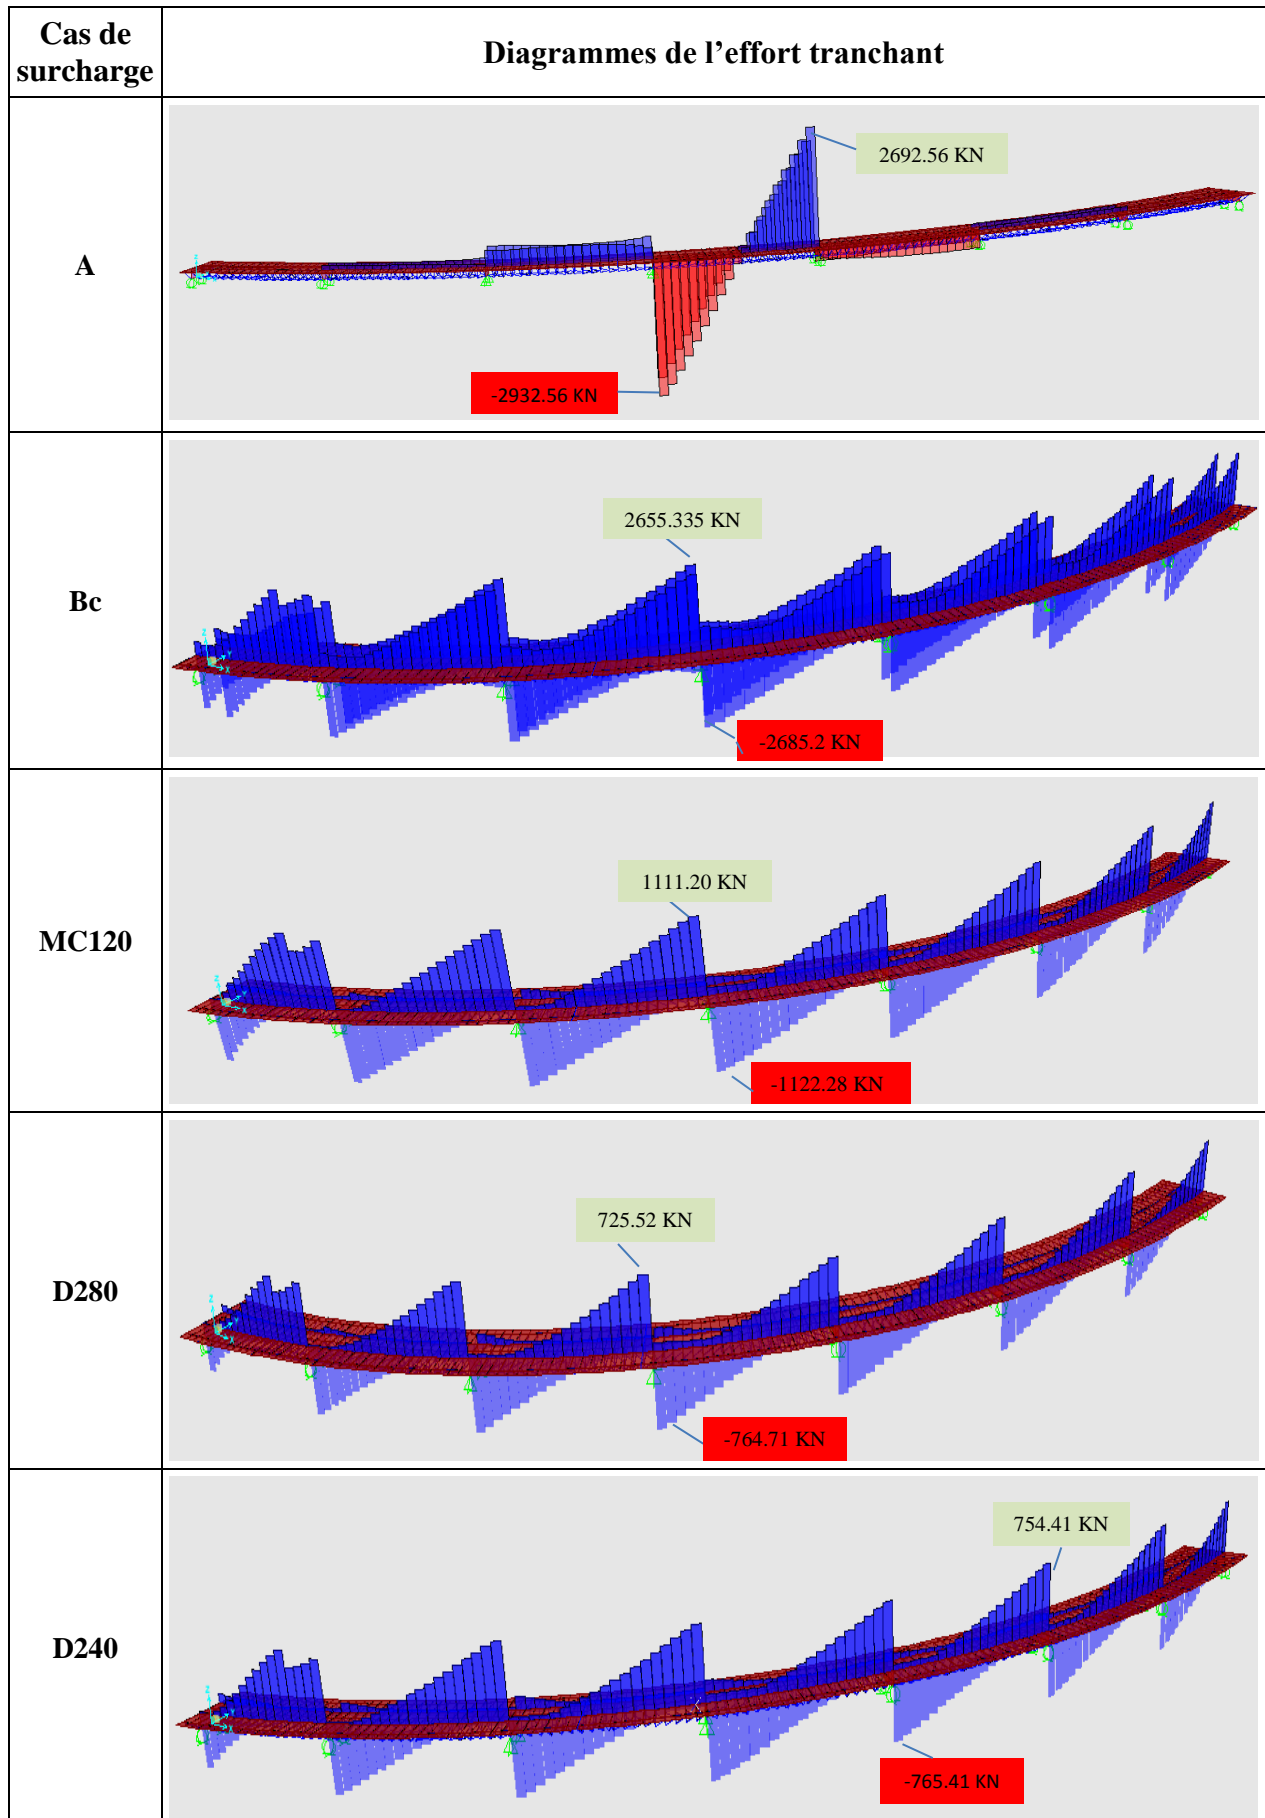 Cas de
surcharge
Diagrammes de l’effort tranchant
A
2692.56 KN
-2932.56 KN
Bc
2655.335 KN
-2685.2 KN
MC120
1111.20 KN
-1122.28 KN
D280
725.52 KN
-764.71 KN
D240
754.41 KN
-765.41 KN